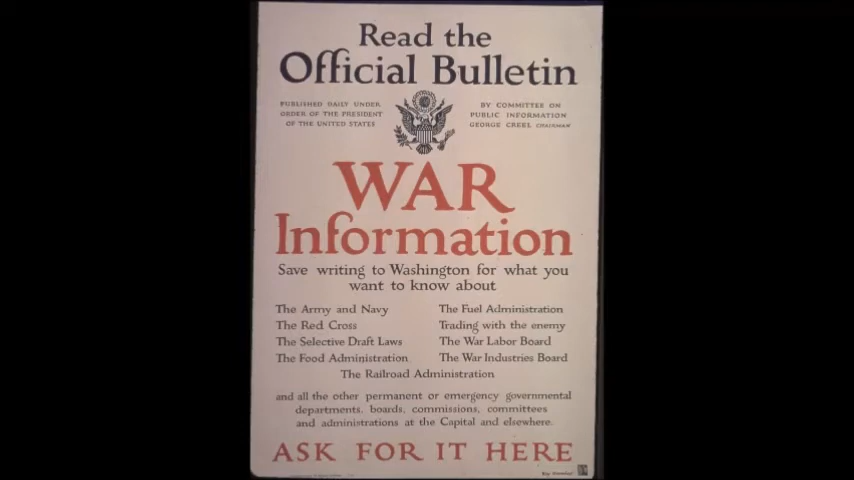 Read the
Official Bulletin
PUBLISHED DAILY UNDER
ORDER OF THE PRESIDENT
OF THE UNITED STATES
BY COMMITTEE ON
PUBLIC INFORMATION
GEORGE CREEL CHAIRMAN
WAR
Information
Save writing to Washington for what you
want to know about
The Army and Navy
The Red Cross
The Selective Draft Laws
The Food Administration
The Fuel Administration
Trading with the enemy
The War Labor Board
The War Industries Board
The Railroad Administration
and all the other permanent or emergency governmental
departments, boards, commissions, committees
and administrations at the Capital and elsewhere.
ASK FOR IT HERE